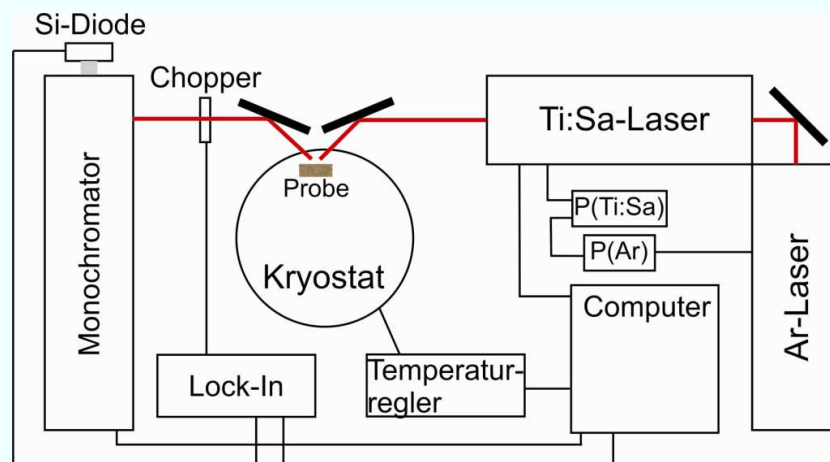 Si-Diode
Chopper
Ti:Sa-Laser
Monochromator
Probe
P(Ti:Sa)
P(Ar)
Kryostat
Computer
Ar-Laser
Lock-In
Temperatur-
regler